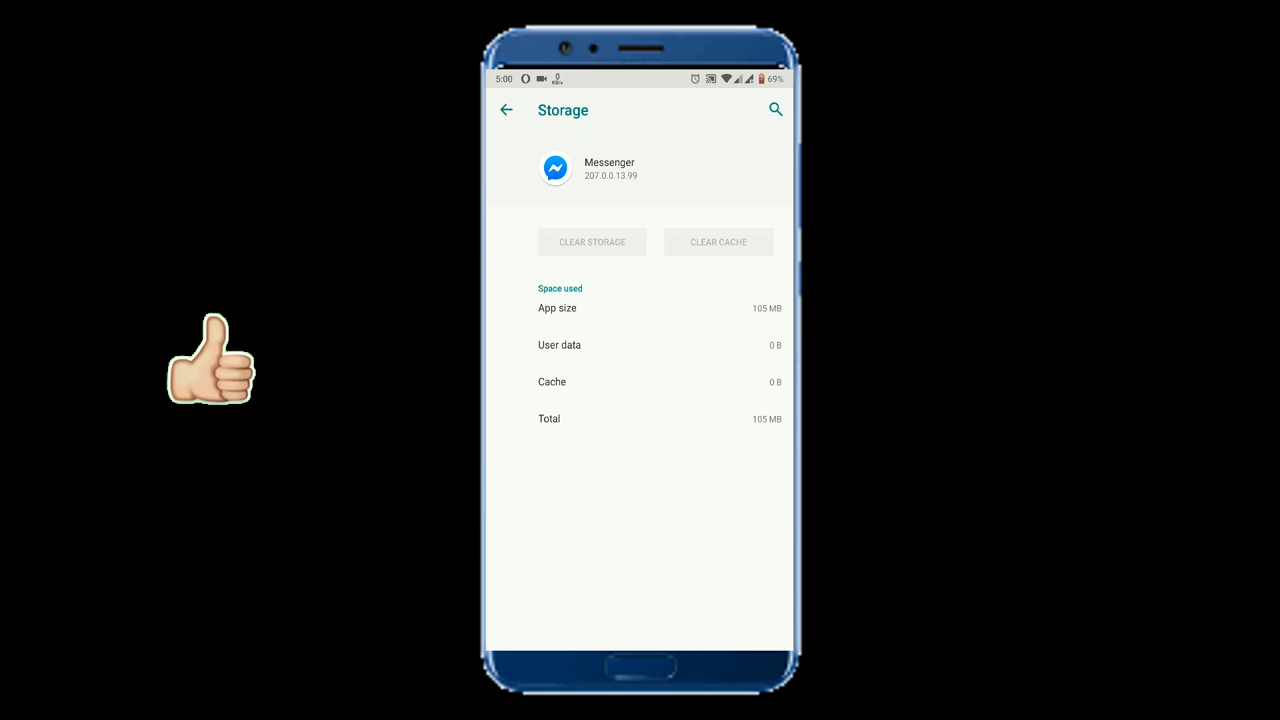 5:00 69%
Storage
Messenger
207.0.0.13.99
CLEAR STORAGE CLEAR CACHE
Space used
App size 105 MB
User data 0 B
Cache 0 B
Total 105 MB